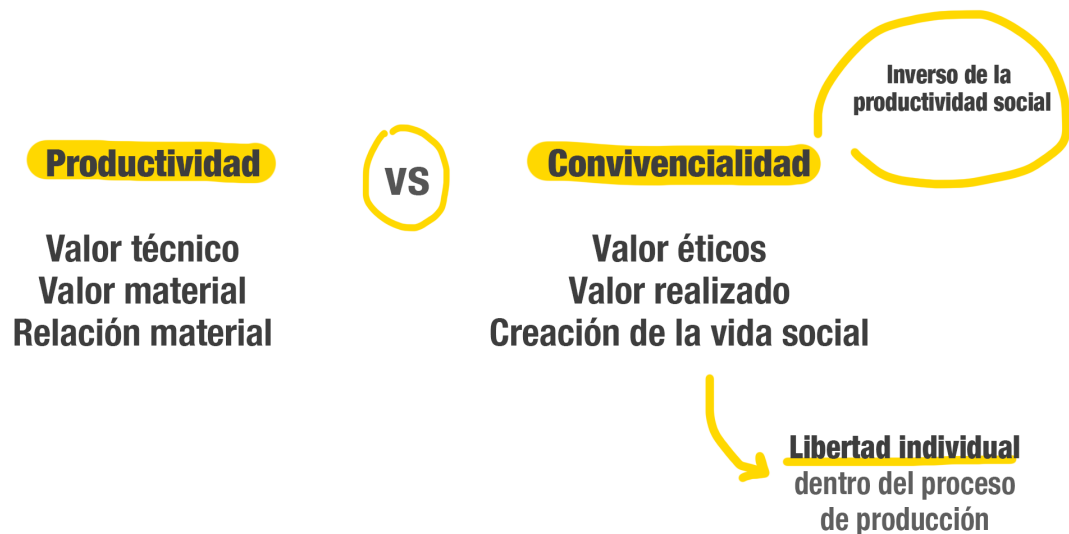 Inverso de la
productividad social
Productividad
VS
Convivencialidad
Valor técnico
Valor material
Relación material
Valor éticos
Valor realizado
Creación de la vida social
Libertad individual
dentro del proceso
de producción